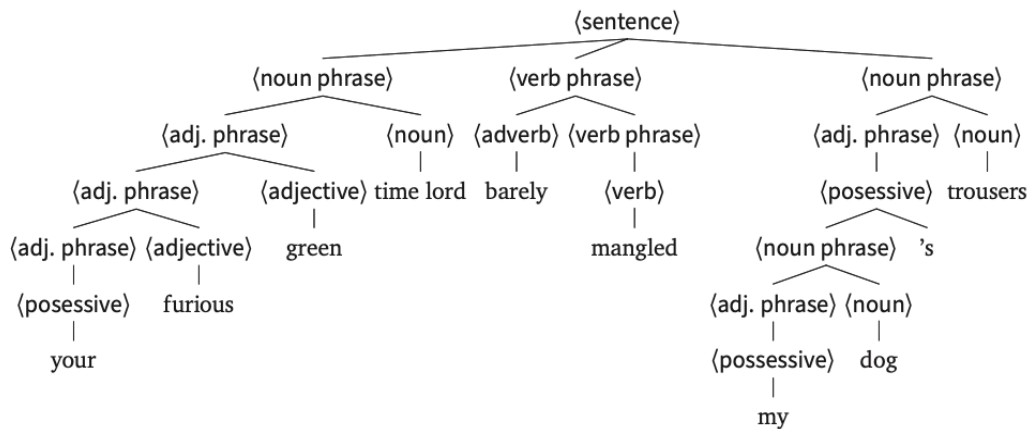 ⟨sentence⟩
⟨noun phrase⟩ ⟨verb phrase⟩ ⟨noun phrase⟩
⟨adj. phrase⟩ ⟨noun⟩ ⟨adverb⟩ ⟨verb phrase⟩ ⟨adj. phrase⟩ ⟨noun⟩
⟨adj. phrase⟩ ⟨adjective⟩ time lord barely ⟨verb⟩ ⟨posessive⟩ trousers
⟨adj. phrase⟩ ⟨adjective⟩ green mangled ⟨noun phrase⟩ ’s
⟨posessive⟩ furious ⟨adj. phrase⟩ ⟨noun⟩
your ⟨possessive⟩ dog
my